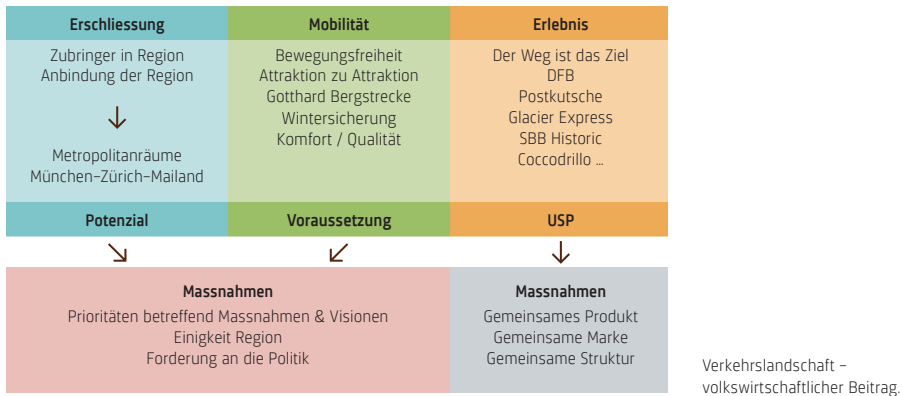 Erschliessung
Zubringer in Region
Anbindung der Region
Metropolitanräume
München–Zürich–Mailand
Potenzial
Mobilität
Bewegungsfreiheit
Attraktion zu Attraktion
Gotthard Bergstrecke
Wintersicherung
Komfort / Qualität
Voraussetzung
Erlebnis
Der Weg ist das Ziel
DFB
Postkutsche
Glacier Express
SBB Historic
Coccodrillo …
USP
Massnahmen
Prioritäten betreffend Massnahmen & Visionen
Einigkeit Region
Forderung an die Politik
Massnahmen
Gemeinsames Produkt
Gemeinsame Marke
Gemeinsame Struktur
Verkehrslandschaft –
volkswirtschaftlicher Beitrag.